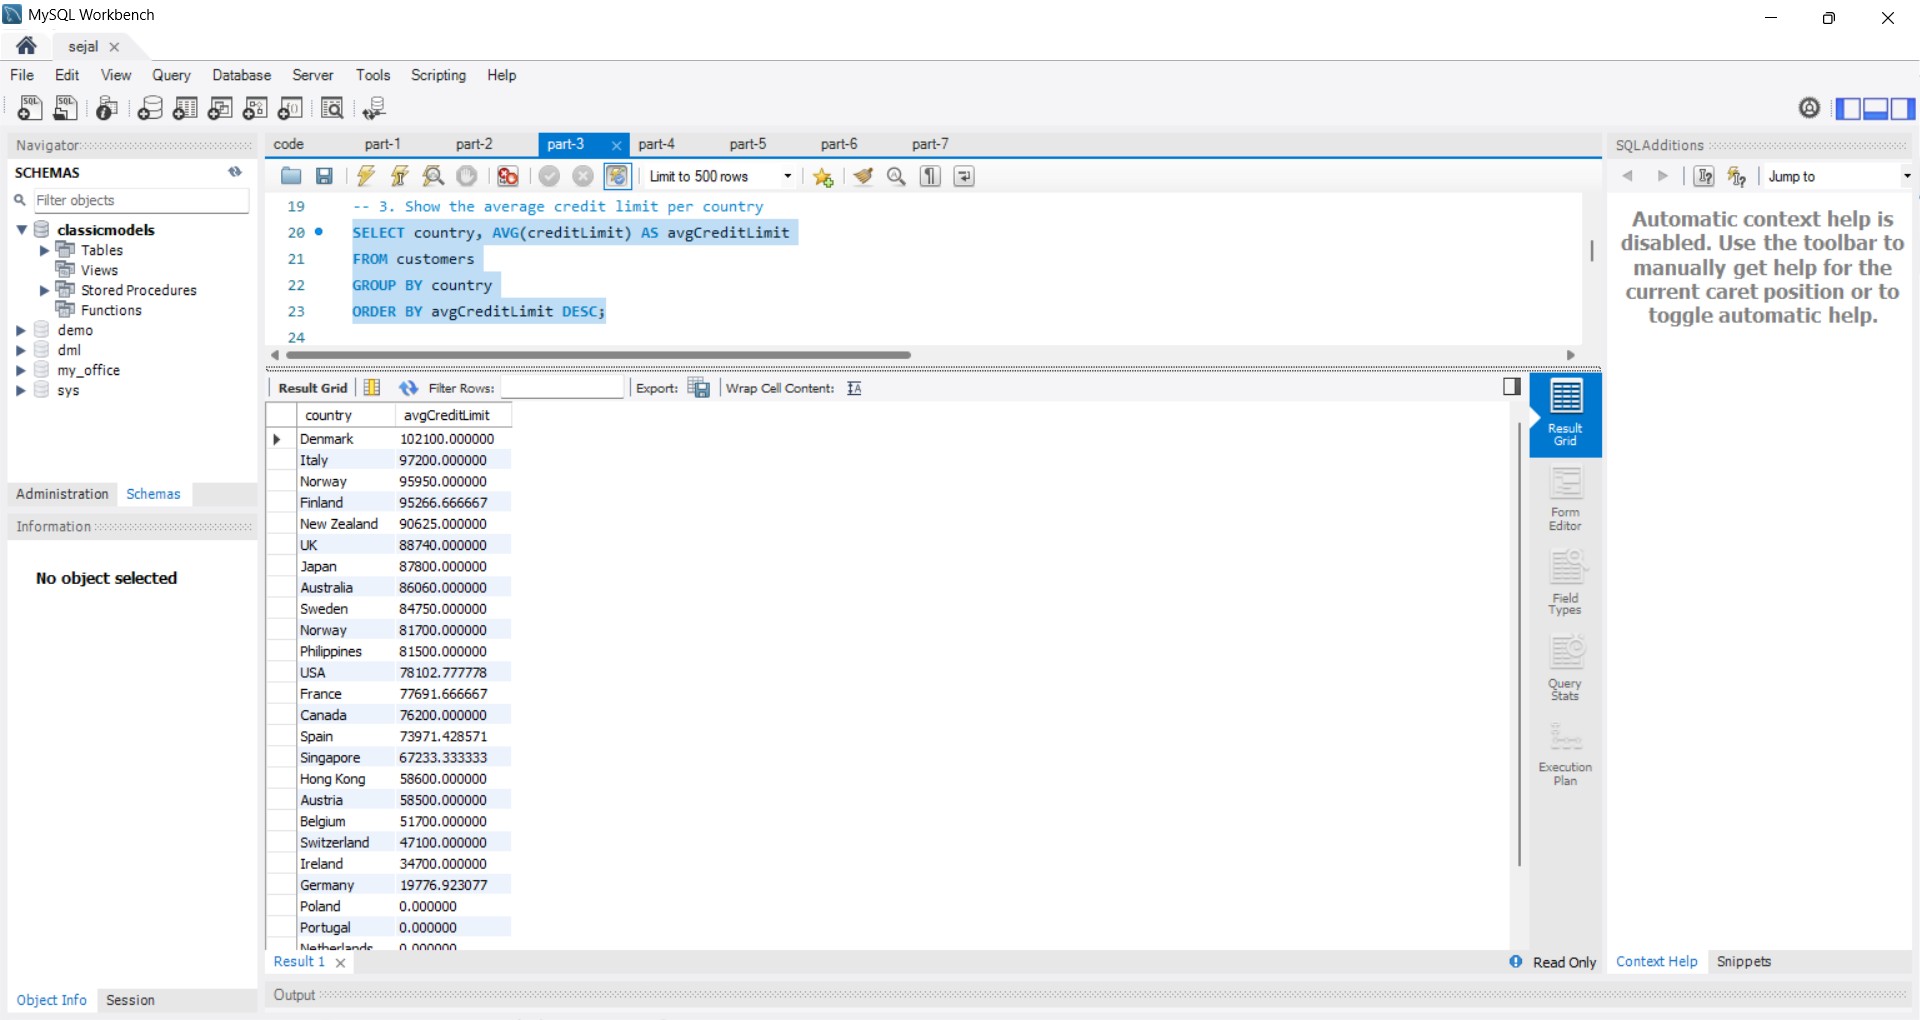 MySQL Workbench
sejal
File Edit View Query Database Server Tools Scripting Help
Navigator
SCHEMAS
Filter objects
classicmodels
Tables
Views
Stored Procedures
Functions
demo
dml
my_office
sys
Administration Schemas
Information
No object selected
Object Info Session
code part-1 part-2 part-3 part-4 part-5 part-6 part-7
Limit to 500 rows
19 -- 3. Show the average credit limit per country
20 SELECT country, AVG(creditLimit) AS avgCreditLimit
21 FROM customers
22 GROUP BY country
23 ORDER BY avgCreditLimit DESC;
24
Result Grid Filter Rows: Export: Wrap Cell Content:
country avgCreditLimit
Denmark 102100.000000
Italy 97200.000000
Norway 95950.000000
Finland 95266.666667
New Zealand 90625.000000
UK 88740.000000
Japan 87800.000000
Australia 86060.000000
Sweden 84750.000000
Norway 81700.000000
Philippines 81500.000000
USA 78102.777778
France 77691.666667
Canada 76200.000000
Spain 73971.428571
Singapore 67233.333333
Hong Kong 58600.000000
Austria 58500.000000
Belgium 51700.000000
Switzerland 47100.000000
Ireland 34700.000000
Germany 19776.923077
Poland 0.000000
Portugal 0.000000
Netherlands 0.000000
Result 1
Read Only
Output
Result
Grid
Form
Editor
Field
Types
Query
Stats
Execution
Plan
SQLAdditions
Jump to
Automatic context help is
disabled. Use the toolbar to
manually get help for the
current caret position or to
toggle automatic help.
Context Help Snippets